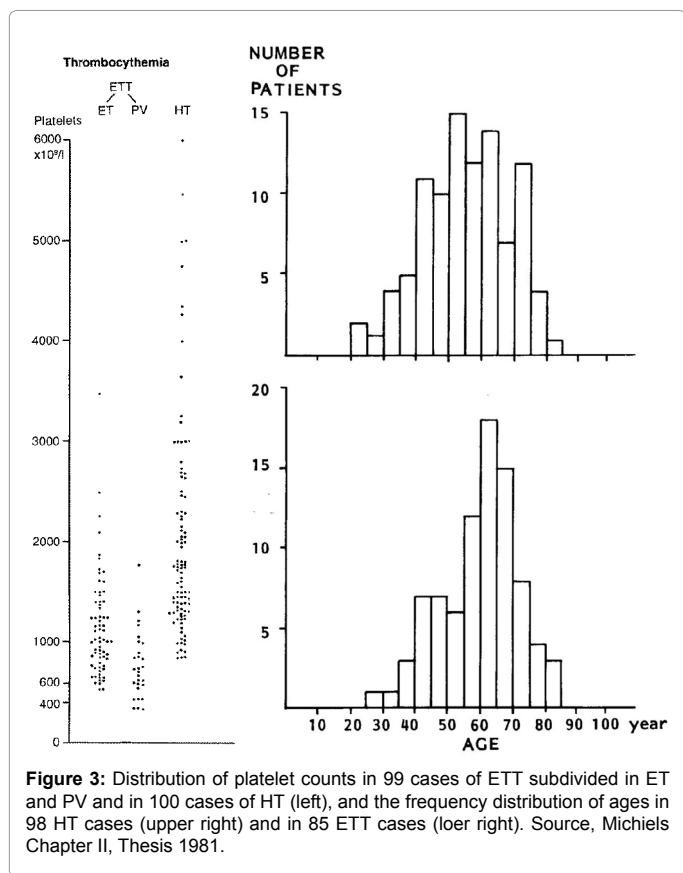 Thrombocythemia
ETT
ET PV HT
Platelets
6000
x10⁹/l
5000
4000
3000
2000
1000
600
400
0
NUMBER
OF
PATIENTS
15
10
5
20
15
10
5
10 20 30 40 50 60 70 80 90 100 year
AGE
Figure 3: Distribution of platelet counts in 99 cases of ETT subdivided in ET
and PV and in 100 cases of HT (left), and the frequency distribution of ages in
98 HT cases (upper right) and in 85 ETT cases (loer right). Source, Michiels
Chapter II, Thesis 1981.